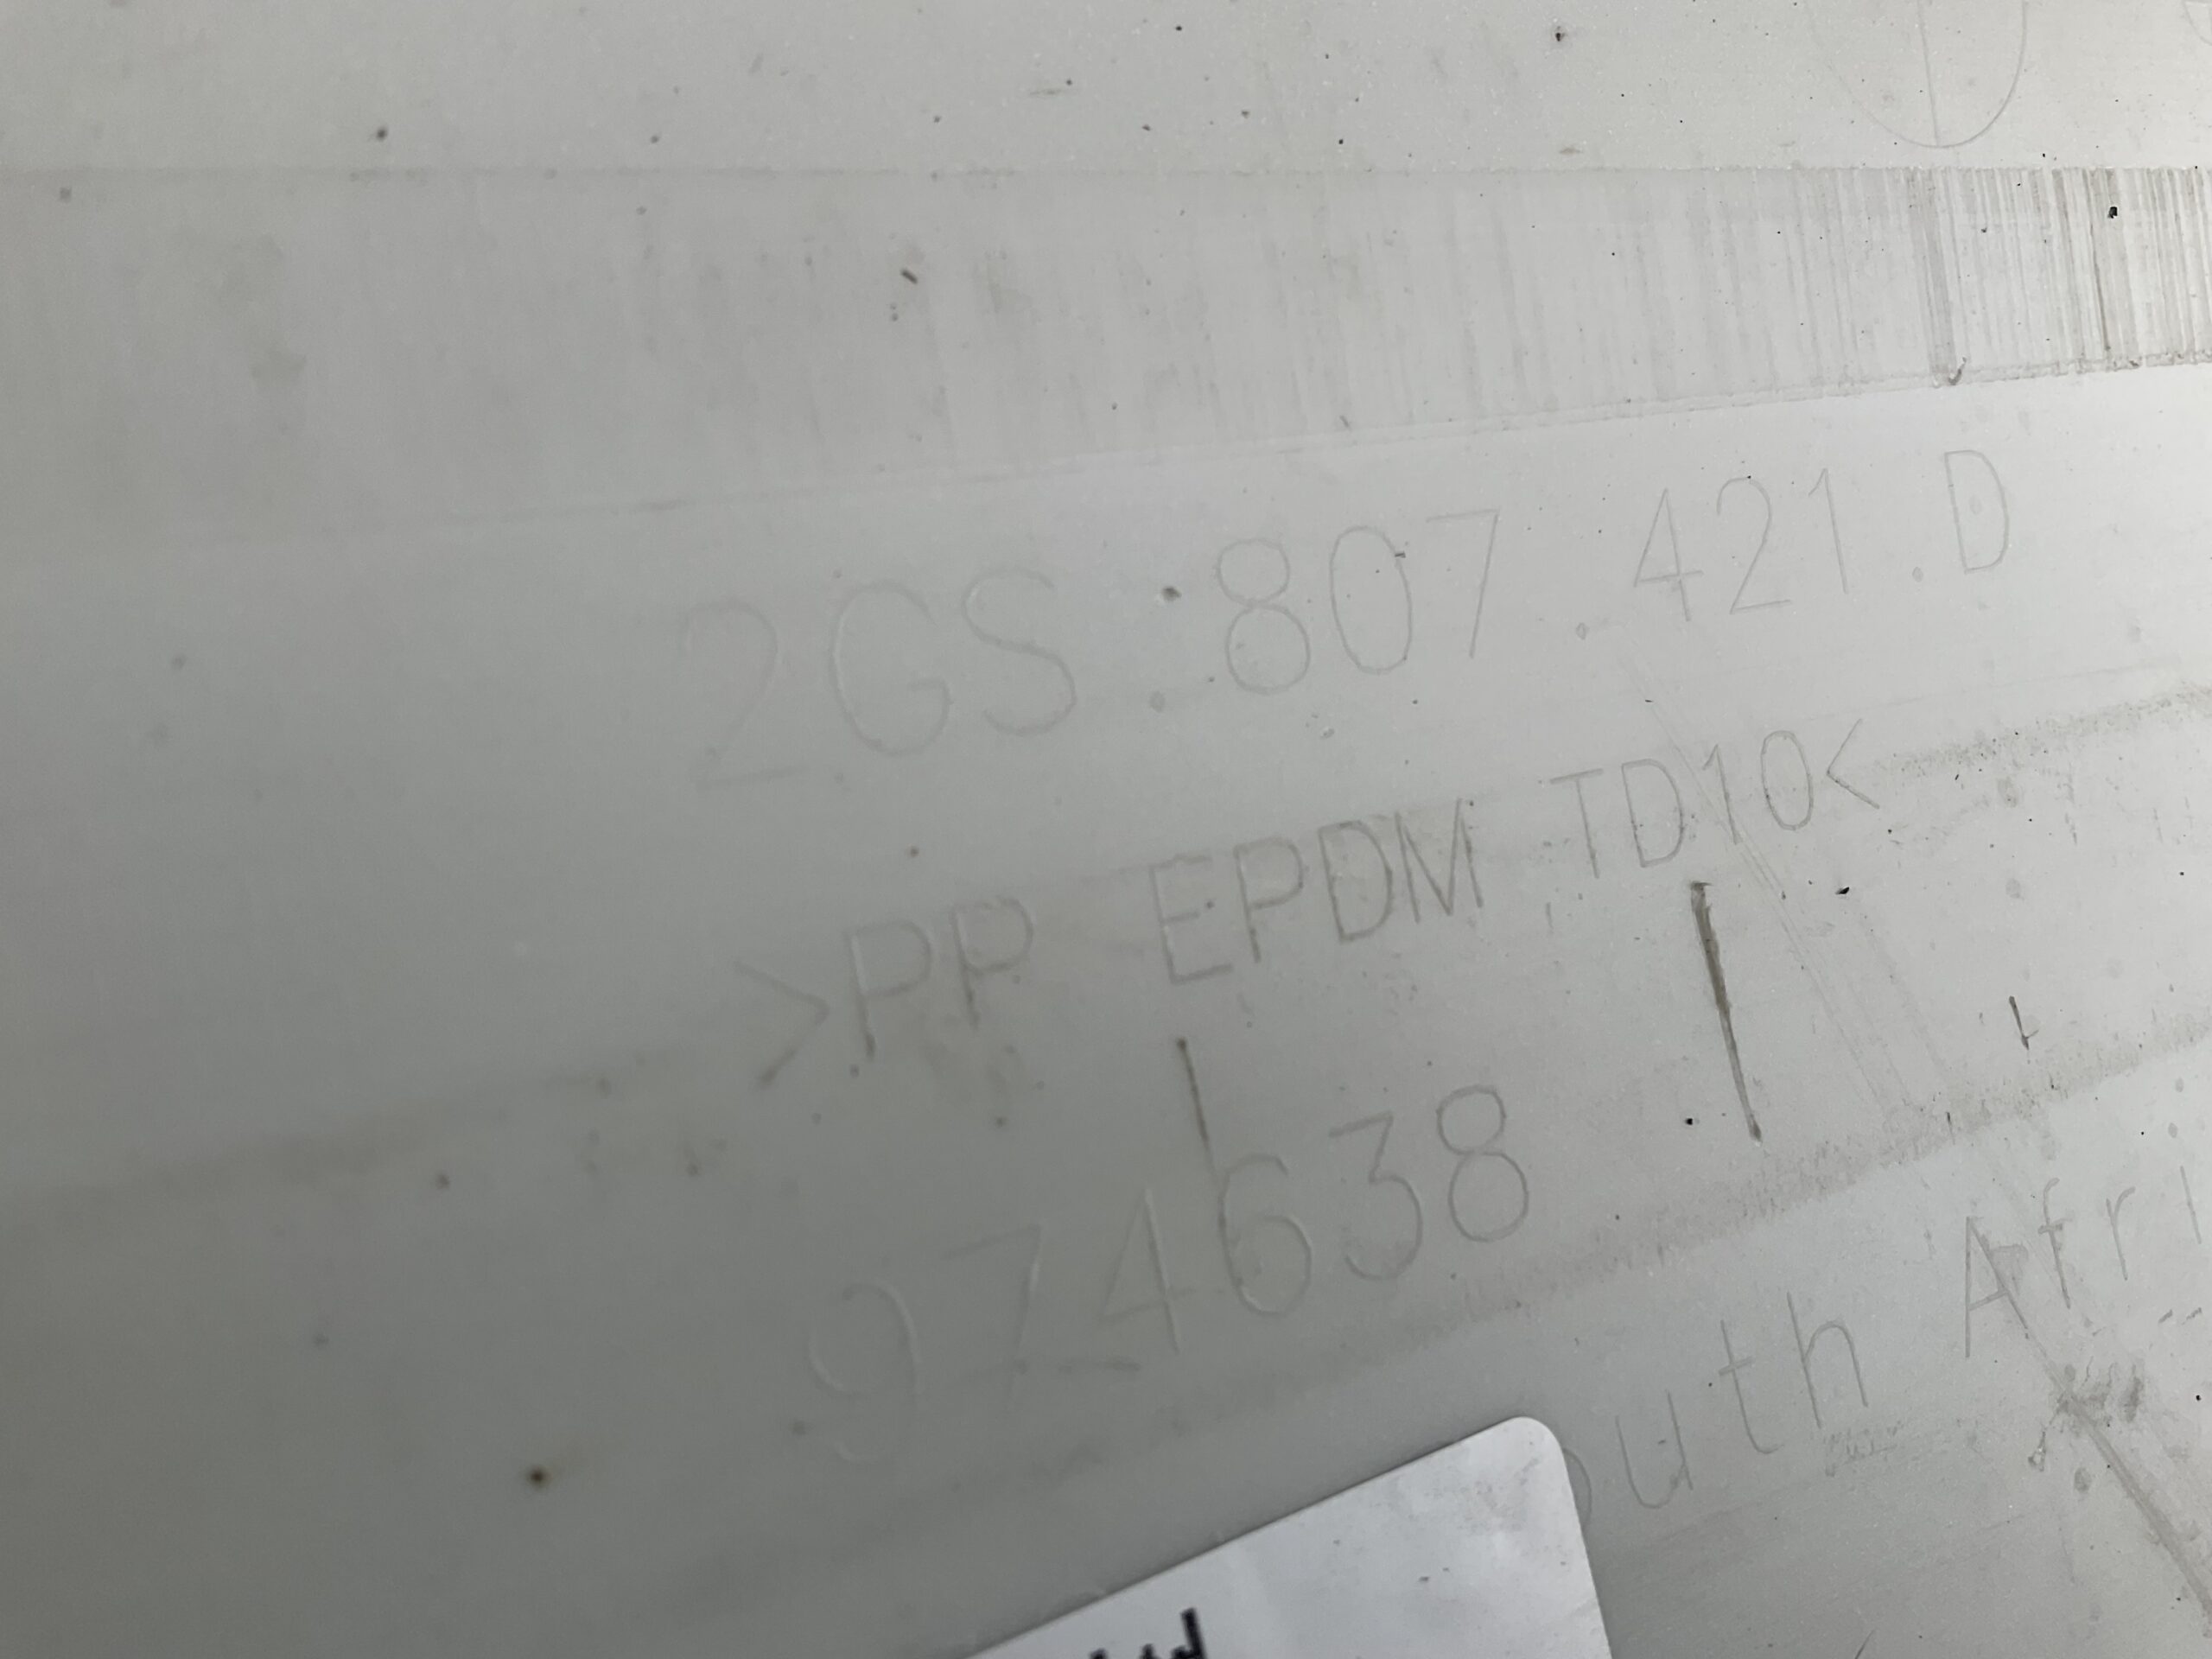 2GS.807.421.D
>PP EPDM TD10<
974638
outh Afri